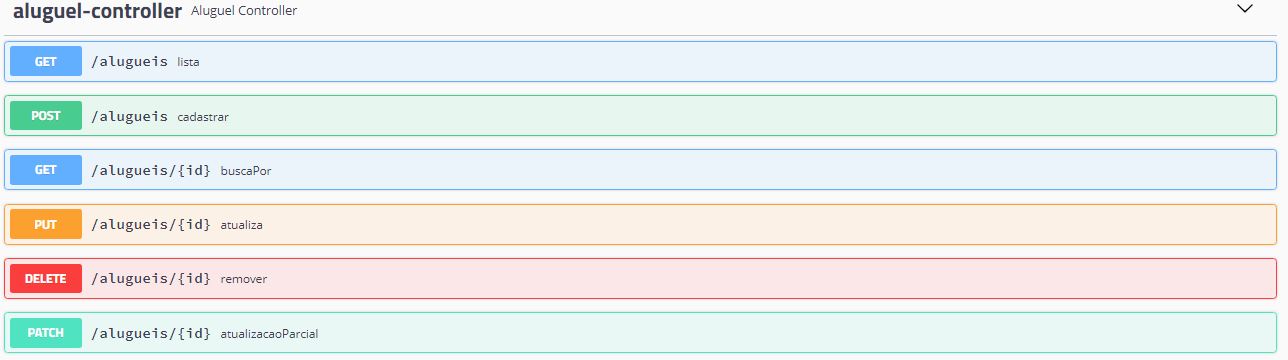 aluguel-controller Aluguel Controller
GET /alugueis lista
POST /alugueis cadastrar
GET /alugueis/{id} buscaPor
PUT /alugueis/{id} atualiza
DELETE /alugueis/{id} remover
PATCH /alugueis/{id} atualizacaoParcial